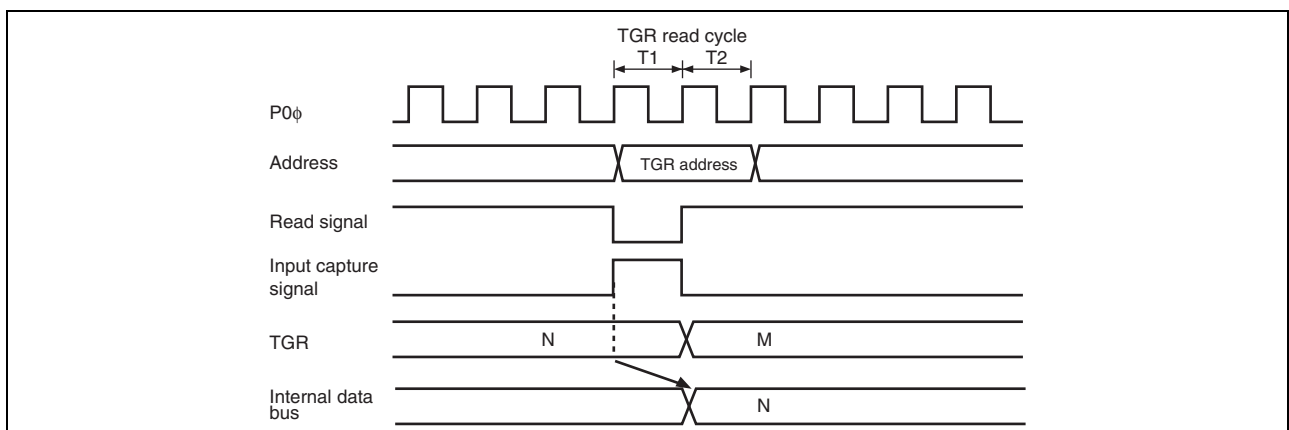 TGR read cycle
T1 T2
P0ϕ
Address
TGR address
Read signal
Input capture
signal
TGR
N
M
Internal data
bus
N